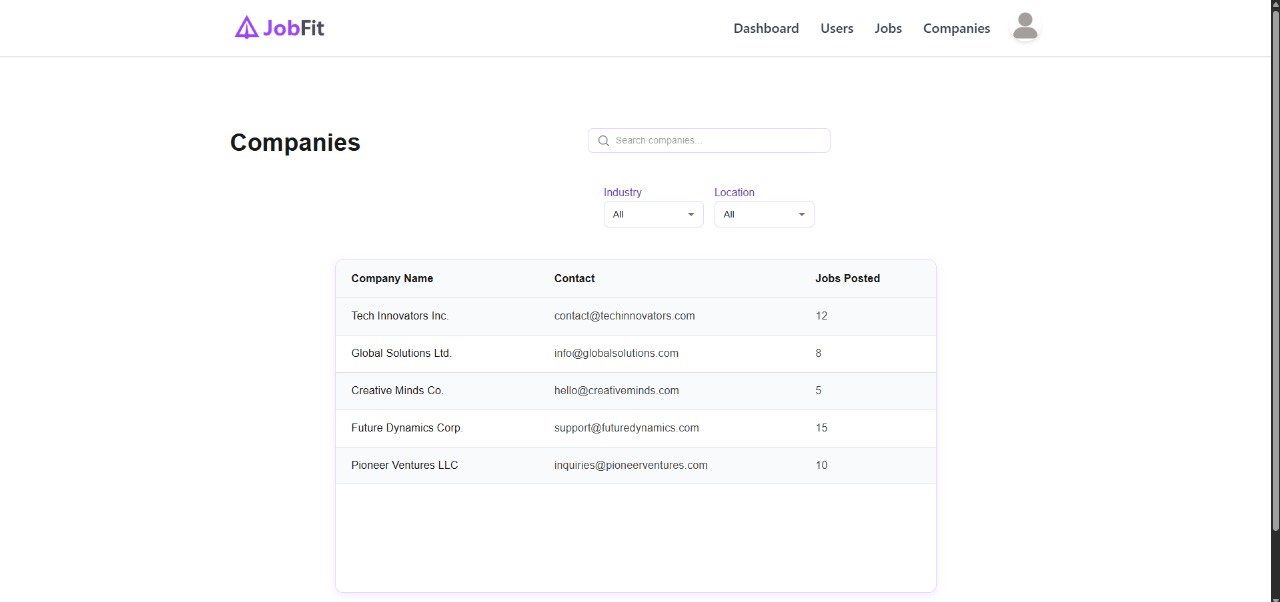 JobFit
Dashboard Users Jobs Companies
Companies
Search companies...
Industry Location
All All
Company Name Contact Jobs Posted
Tech Innovators Inc. contact@techinnovators.com 12
Global Solutions Ltd. info@globalsolutions.com 8
Creative Minds Co. hello@creativeminds.com 5
Future Dynamics Corp. support@futuredynamics.com 15
Pioneer Ventures LLC inquiries@pioneerventures.com 10